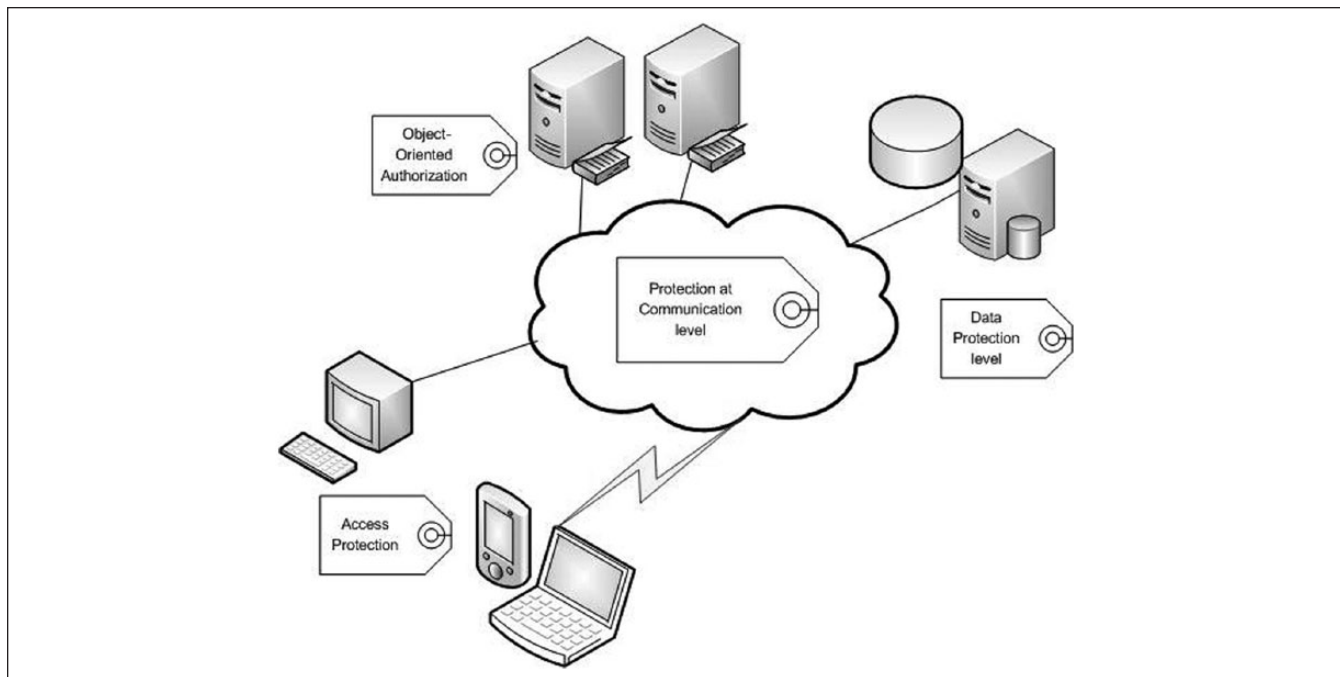 Object-
Oriented
Authorization
Protection at
Communication
level
Data
Protection
level
Access
Protection